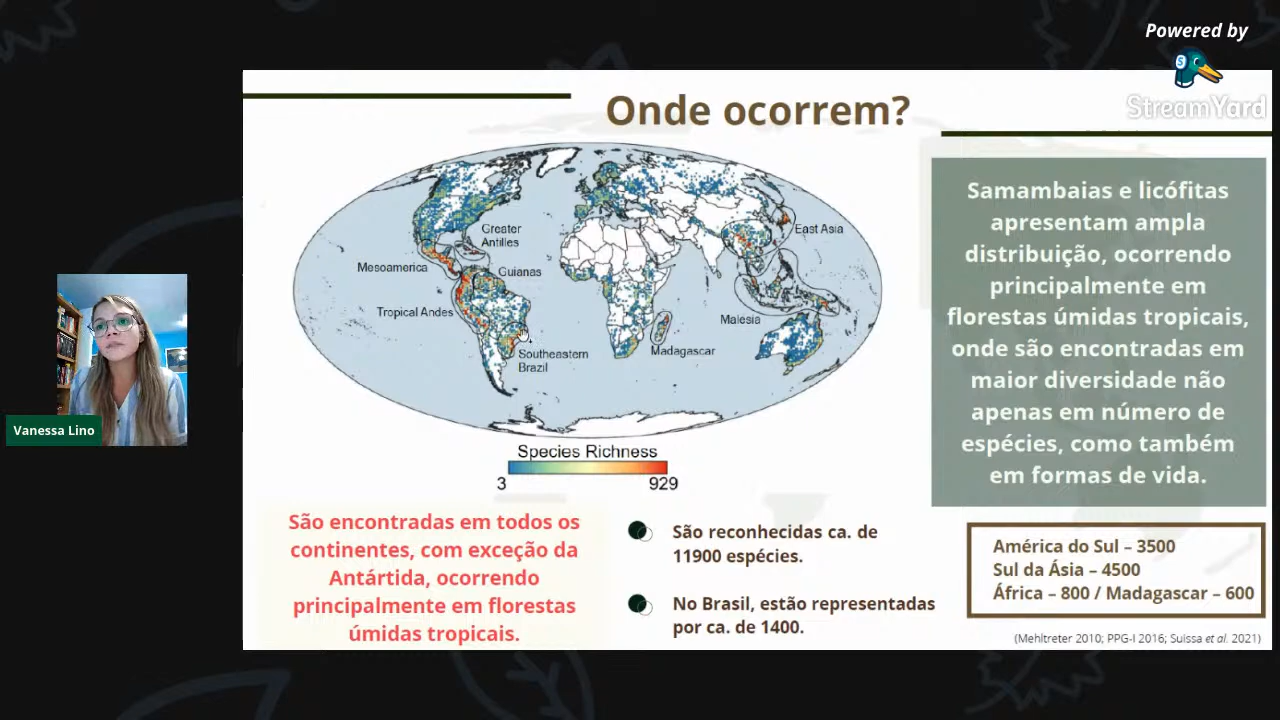 Powered by
StreamYard
Onde ocorrem?
Greater
Antilles
East Asia
Mesoamerica
Guianas
Tropical Andes
Malesia
Southeastern
Brazil
Madagascar
Species Richness
3
929
Samambaias e licófitas
apresentam ampla
distribuição, ocorrendo
principalmente em
florestas úmidas tropicais,
onde são encontradas em
maior diversidade não
apenas em número de
espécies, como também
em formas de vida.
Vanessa Lino
São encontradas em todos os
continentes, com exceção da
Antártida, ocorrendo
principalmente em florestas
úmidas tropicais.
São reconhecidas ca. de
11900 espécies.
No Brasil, estão representadas
por ca. de 1400.
América do Sul – 3500
Sul da Ásia – 4500
África – 800 / Madagascar – 600
(Mehltreter 2010; PPG-I 2016; Suissa et al. 2021)